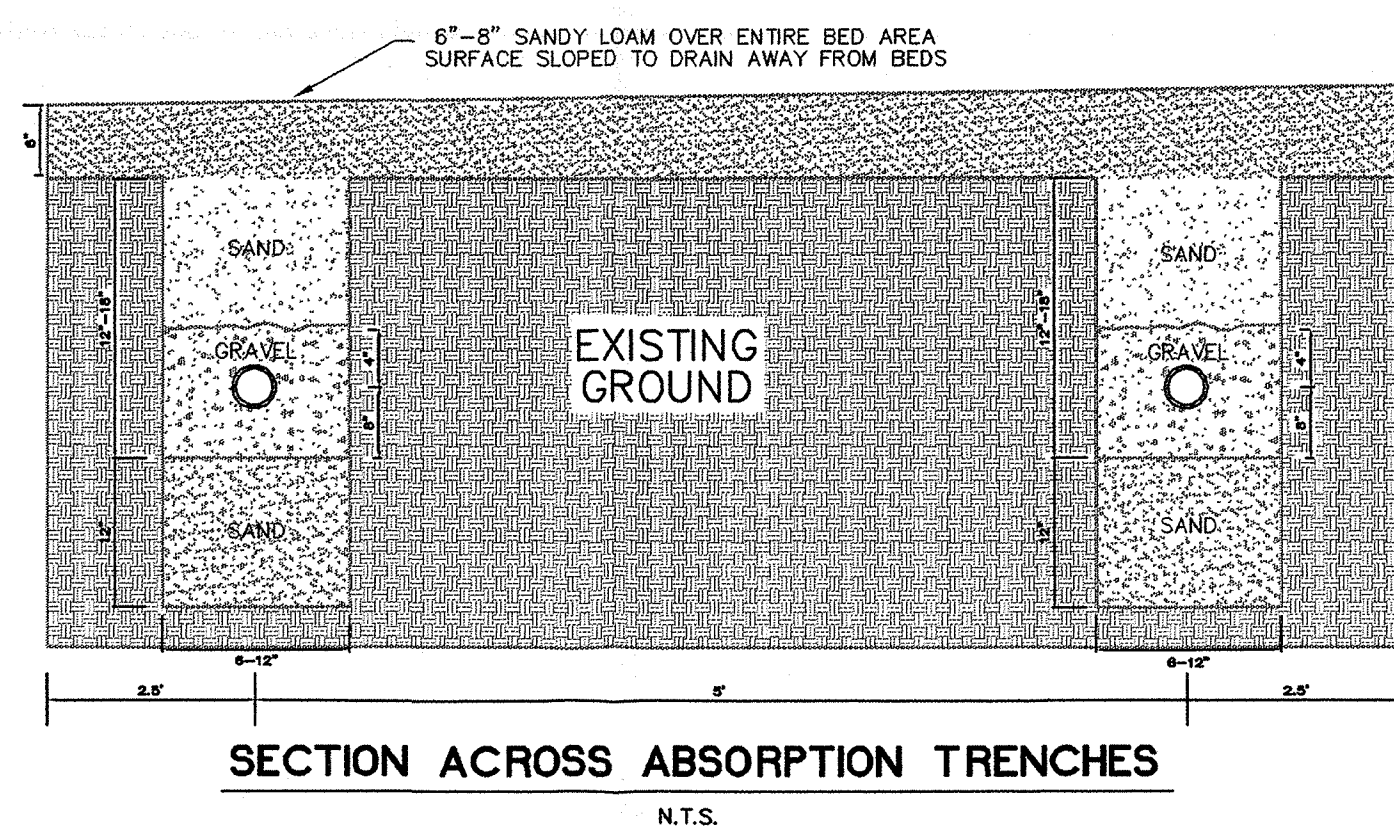 6"-8" SANDY LOAM OVER ENTIRE BED AREA
SURFACE SLOPED TO DRAIN AWAY FROM BEDS
6"
SAND
SAND
12"-18"
12"-18"
GRAVEL
GRAVEL
4"
4"
EXISTING
GROUND
8"
8"
12"
SAND
12"
SAND
6-12"
6-12"
2.5'
5'
2.5'
SECTION ACROSS ABSORPTION TRENCHES
N.T.S.